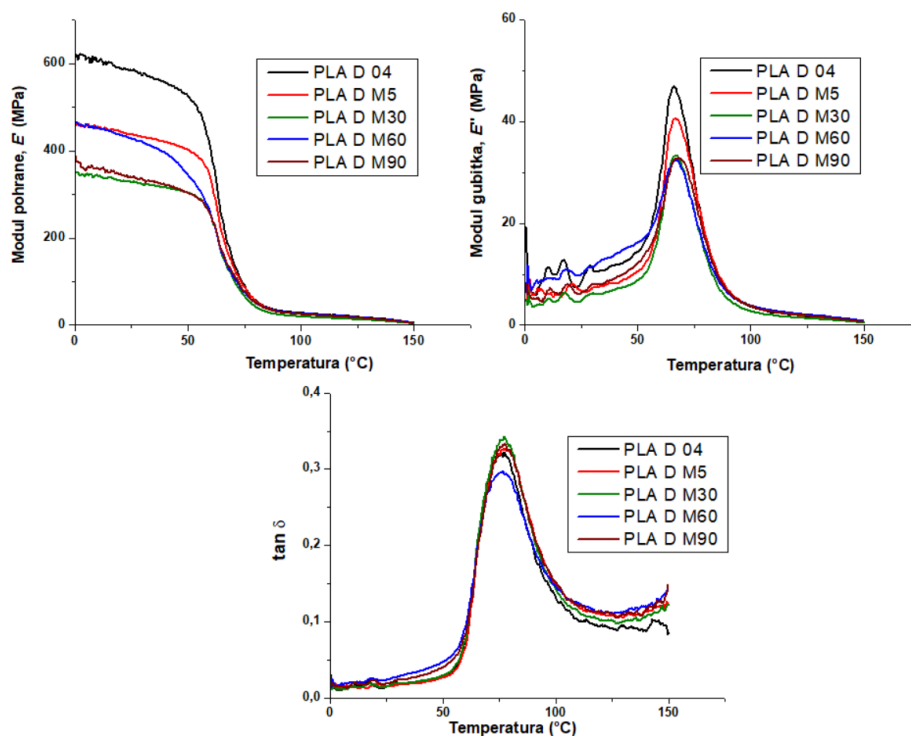 Modul pohrane, E' (MPa)
600
400
200
0
0
50
100
150
Temperatura (°C)
PLA D 04
PLA D M5
PLA D M30
PLA D M60
PLA D M90
Modul gubitka, E'' (MPa)
60
40
20
0
0
50
100
150
Temperatura (°C)
PLA D 04
PLA D M5
PLA D M30
PLA D M60
PLA D M90
tan δ
0,4
0,3
0,2
0,1
0,0
0
50
100
150
Temperatura (°C)
PLA D 04
PLA D M5
PLA D M30
PLA D M60
PLA D M90